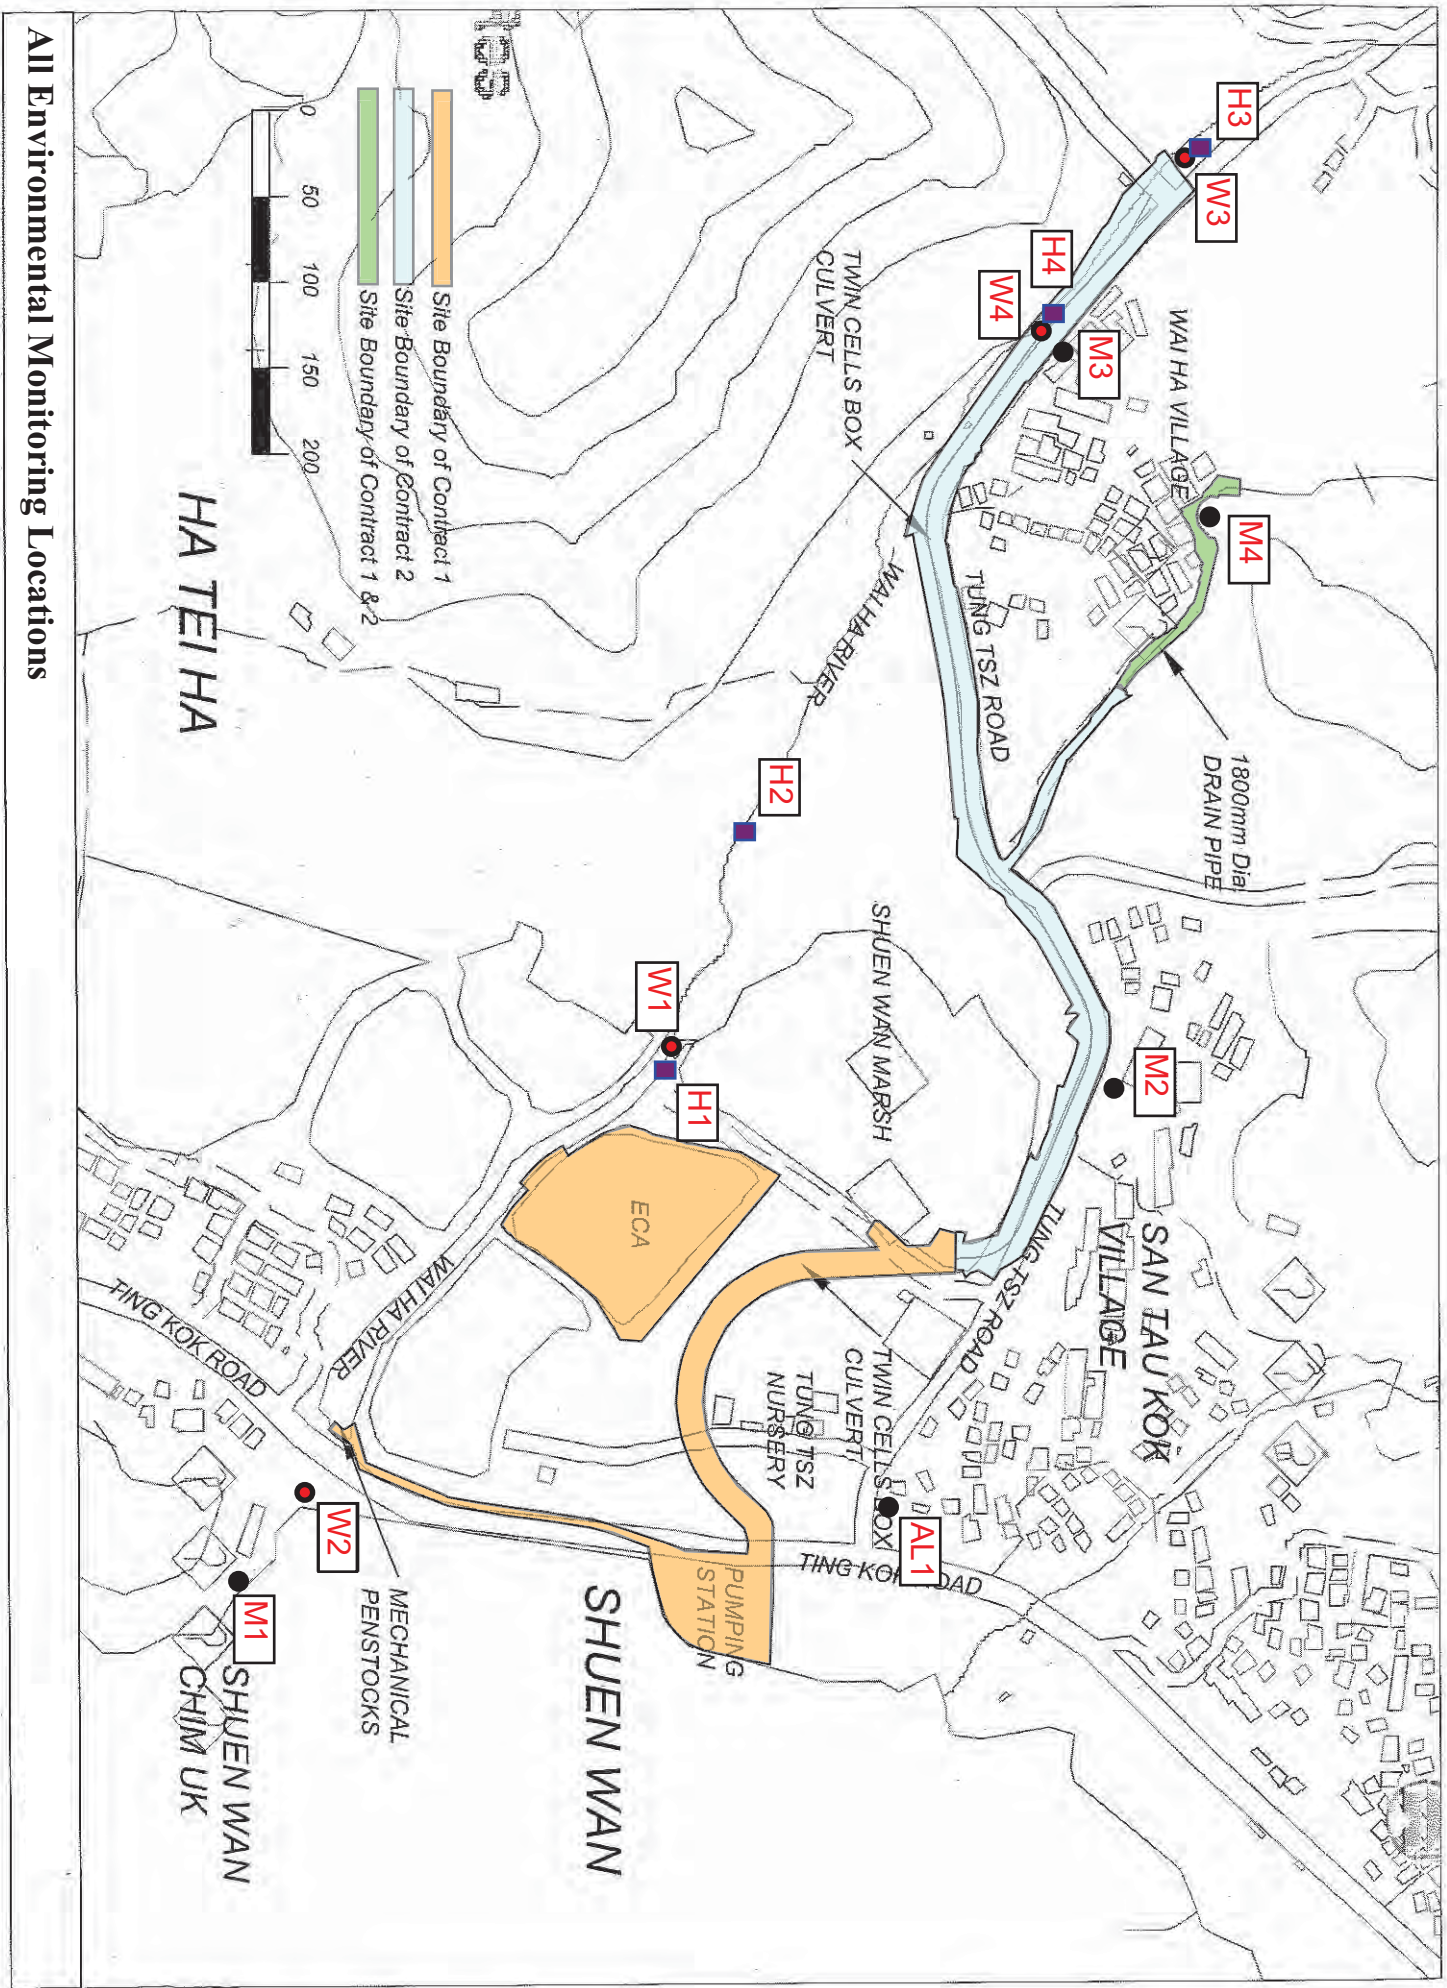 H3
W3
H4
W4
M3
WAI HA VILLAGE
M4
TWIN CELLS BOX
CULVERT
1800mm Dia
DRAIN PIPE
TUNG TSZ ROAD
WAI HA RIVER
H2
SHUEN WAN MARSH
W1
H1
M2
SAN TAU KOK
VILLAGE
TUNG TSZ ROAD
ECA
TWIN CELLS BOX
CULVERT
TUNG TSZ
NURSERY
WAI HA RIVER
TING KOK ROAD
AL1
TING KOK ROAD
PUMPING
STATION
W2
MECHANICAL
PENSTOCKS
M1
SHUEN WAN
SHUEN WAN
CHIM UK
HA TEI HA
Site Boundary of Contract 1
Site Boundary of Contract 2
Site Boundary of Contract 1 & 2
0 50 100 150 200
All Environmental Monitoring Locations